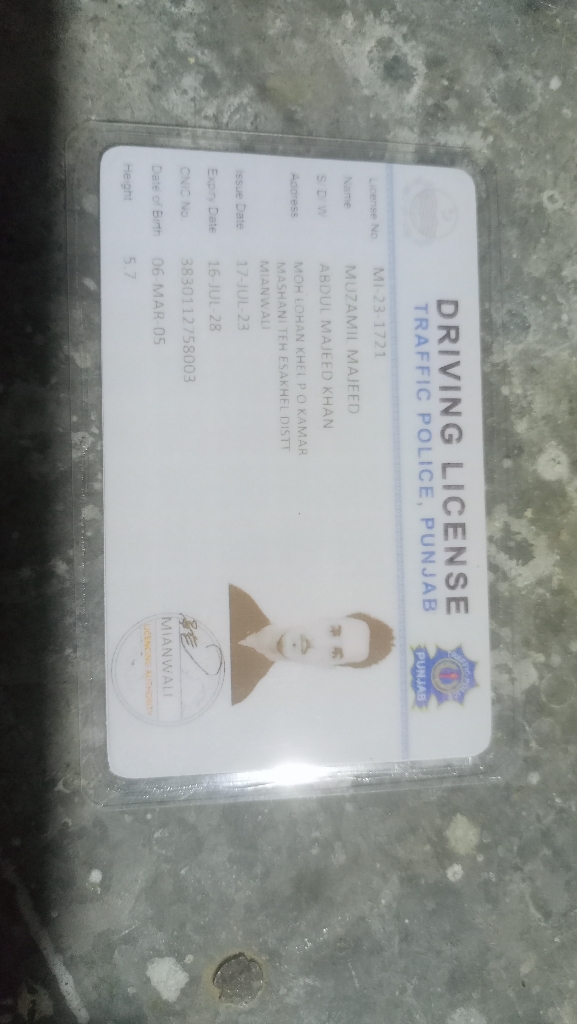 DRIVING LICENSE
TRAFFIC POLICE, PUNJAB
PUNJAB
License No. MI-23-1721
Name MUZAMIL MAJEED
S/D/W ABDUL MAJEED KHAN
Address MOH LOHAN KHEL P O KAMAR
MASHANI TEH ESAKHEL DISTT
MIANWALI
Issue Date 17-JUL-23
Expiry Date 16-JUL-28
CNIC No. 3830112758003
Date of Birth 06-MAR-05
Height 5.7
MIANWALI
LICENCING AUTHORITY